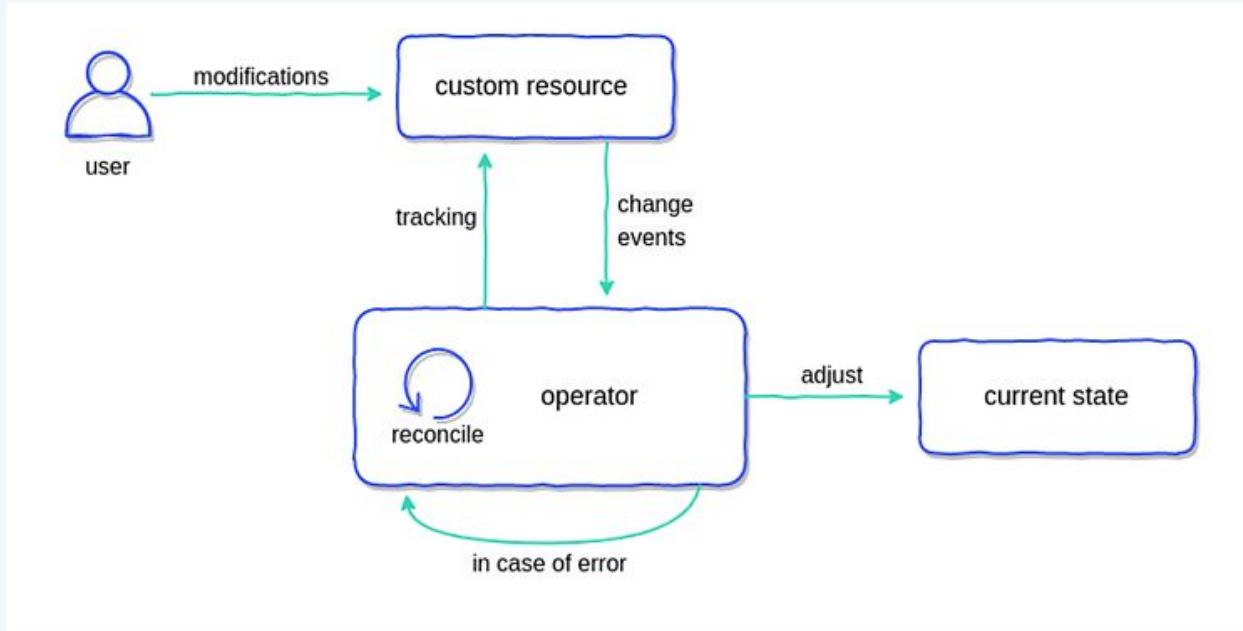 modifications
custom resource
user
tracking
change
events
operator
reconcile
adjust
current state
in case of error